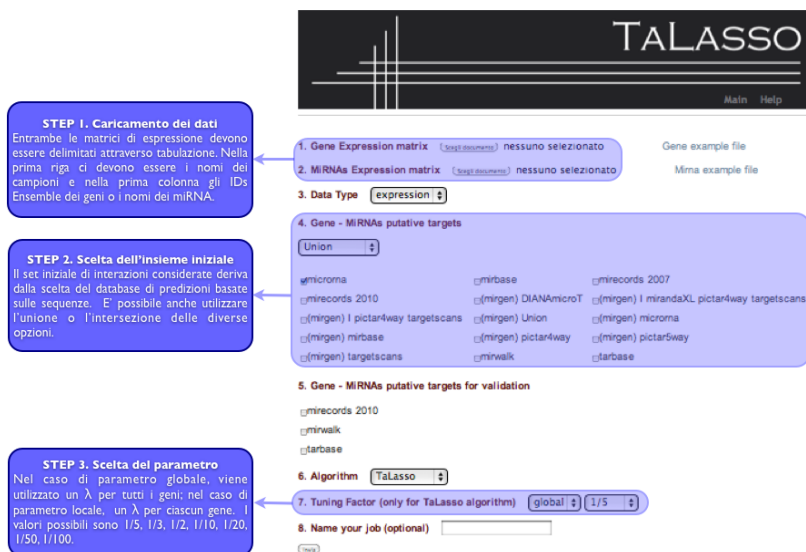 TALASSO
Main Help
STEP 1. Caricamento dei dati
Entrambe le matrici di espressione devono
essere delimitati attraverso tabulazione. Nella
prima riga ci devono essere i nomi dei
campioni e nella prima colonna gli IDs
Ensemble dei geni o i nomi dei miRNA.
1. Gene Expression matrix Scegli documento nessuno selezionato Gene example file
2. MiRNAs Expression matrix Scegli documento nessuno selezionato Mirna example file
3. Data Type expression
STEP 2. Scelta dell'insieme iniziale
Il set iniziale di interazioni considerate deriva
dalla scelta del database di predizioni basate
sulle sequenze. E' possibile anche utilizzare
l'unione o l'intersezione delle diverse
opzioni.
4. Gene - MiRNAs putative targets
Union
microrna mirbase mirecords 2007
mirecords 2010 (mirgen) DIANAmicroT (mirgen) I mirandaXL pictar4way targetscans
(mirgen) I pictar4way targetscans (mirgen) Union (mirgen) microrna
(mirgen) mirbase (mirgen) pictar4way (mirgen) pictar5way
(mirgen) targetscans mirwalk tarbase
5. Gene - MiRNAs putative targets for validation
mirecords 2010
mirwalk
tarbase
STEP 3. Scelta del parametro
Nel caso di parametro globale, viene
utilizzato un λ per tutti i geni; nel caso di
parametro locale, un λ per ciascun gene. I
valori possibili sono 1/5, 1/3, 1/2, 1/10, 1/20,
1/50, 1/100.
6. Algorithm TaLasso
7. Tuning Factor (only for TaLasso algorithm) global 1/5
8. Name your job (optional)